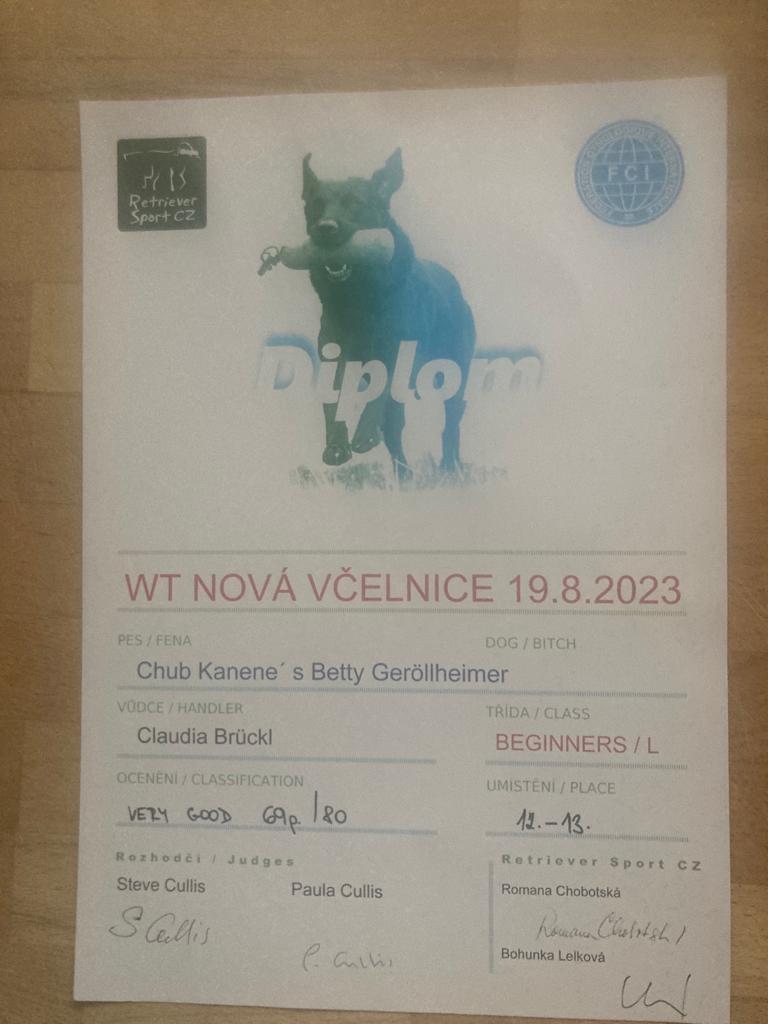 Retriever
Sport CZ
FCI
Diplom
WT NOVÁ VČELNICE 19.8.2023
PES / FENA DOG / BITCH
Chub Kanene´ s Betty Geröllheimer
VŮDCE / HANDLER TŘÍDA / CLASS
Claudia Brückl BEGINNERS / L
OCENĚNÍ / CLASSIFICATION UMÍSTĚNÍ / PLACE
VERY GOOD 69p. /80 12.-13.
Rozhodčí / Judges Retriever Sport CZ
Steve Cullis Paula Cullis Romana Chobotská
S Cullis Romana Chobotská
P. Cullis Bohunka Lelková